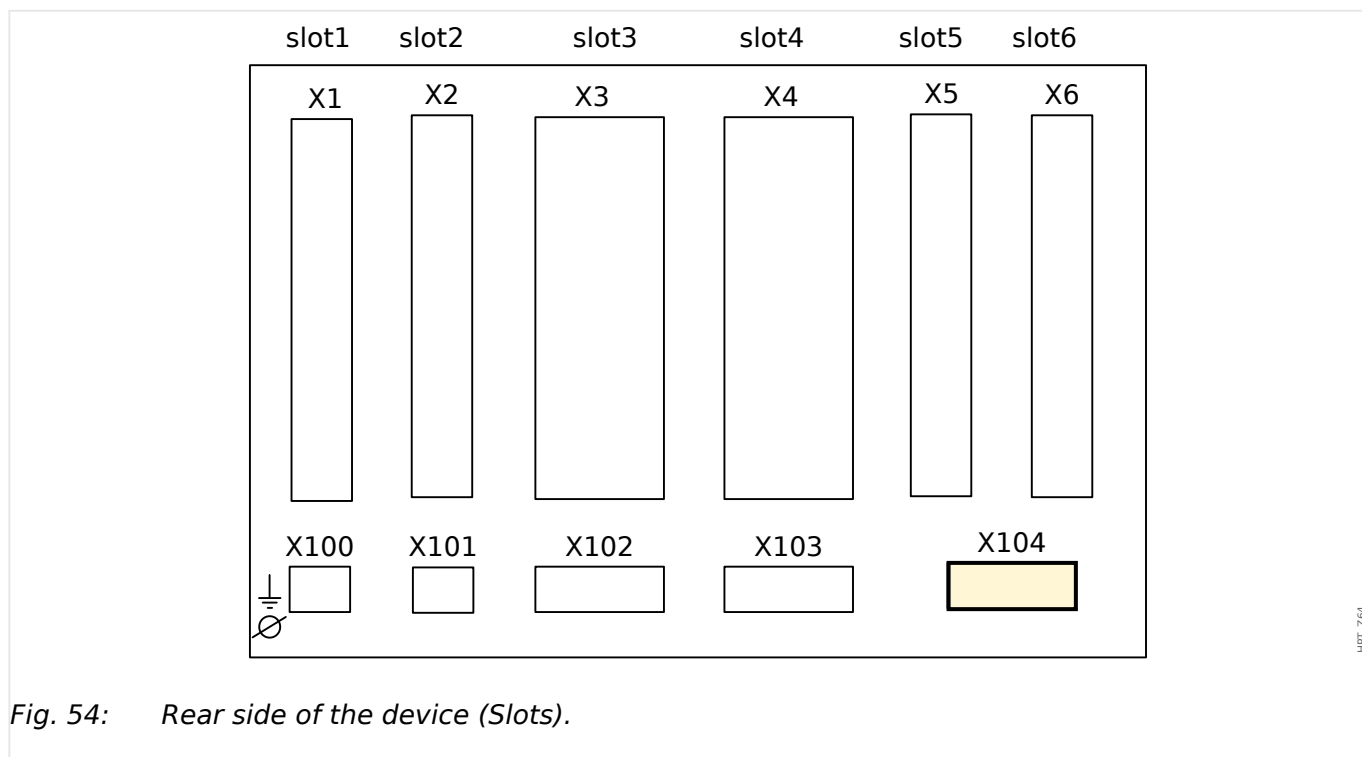 slot1 slot2 slot3 slot4 slot5 slot6
X1 X2 X3 X4 X5 X6
X100 X101 X102 X103 X104
Fig. 54: Rear side of the device (Slots).